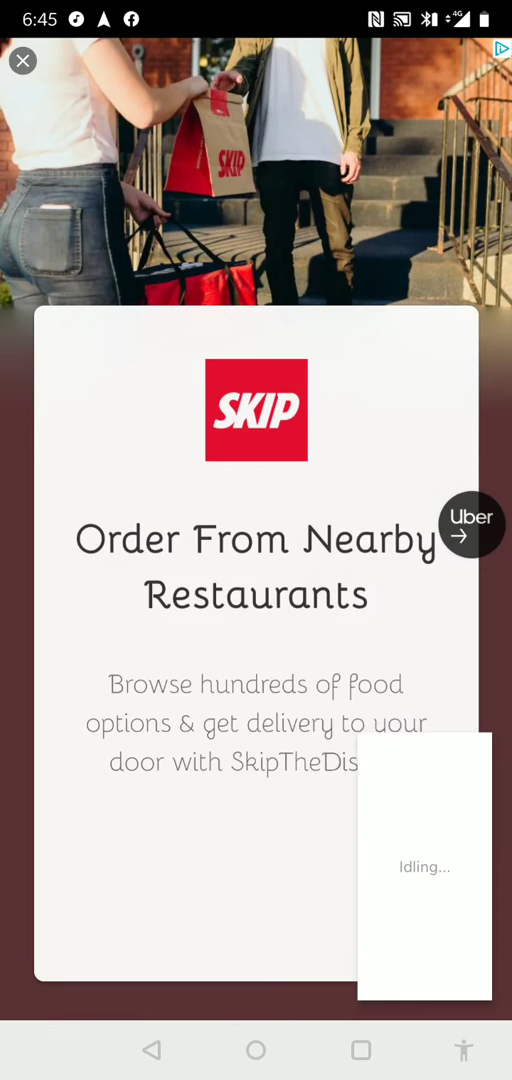 6:45
4G
SKIP
SKIP
Order From Nearby
Restaurants
Uber
Browse hundreds of food
options & get delivery to your
door with SkipTheDis
Idling...